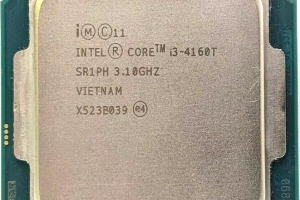 i Ⓜ Ⓒ 11
INTEL® CORE™ i3-4160T
SR1PH 3.10GHZ
VIETNAM
X523B039 e4